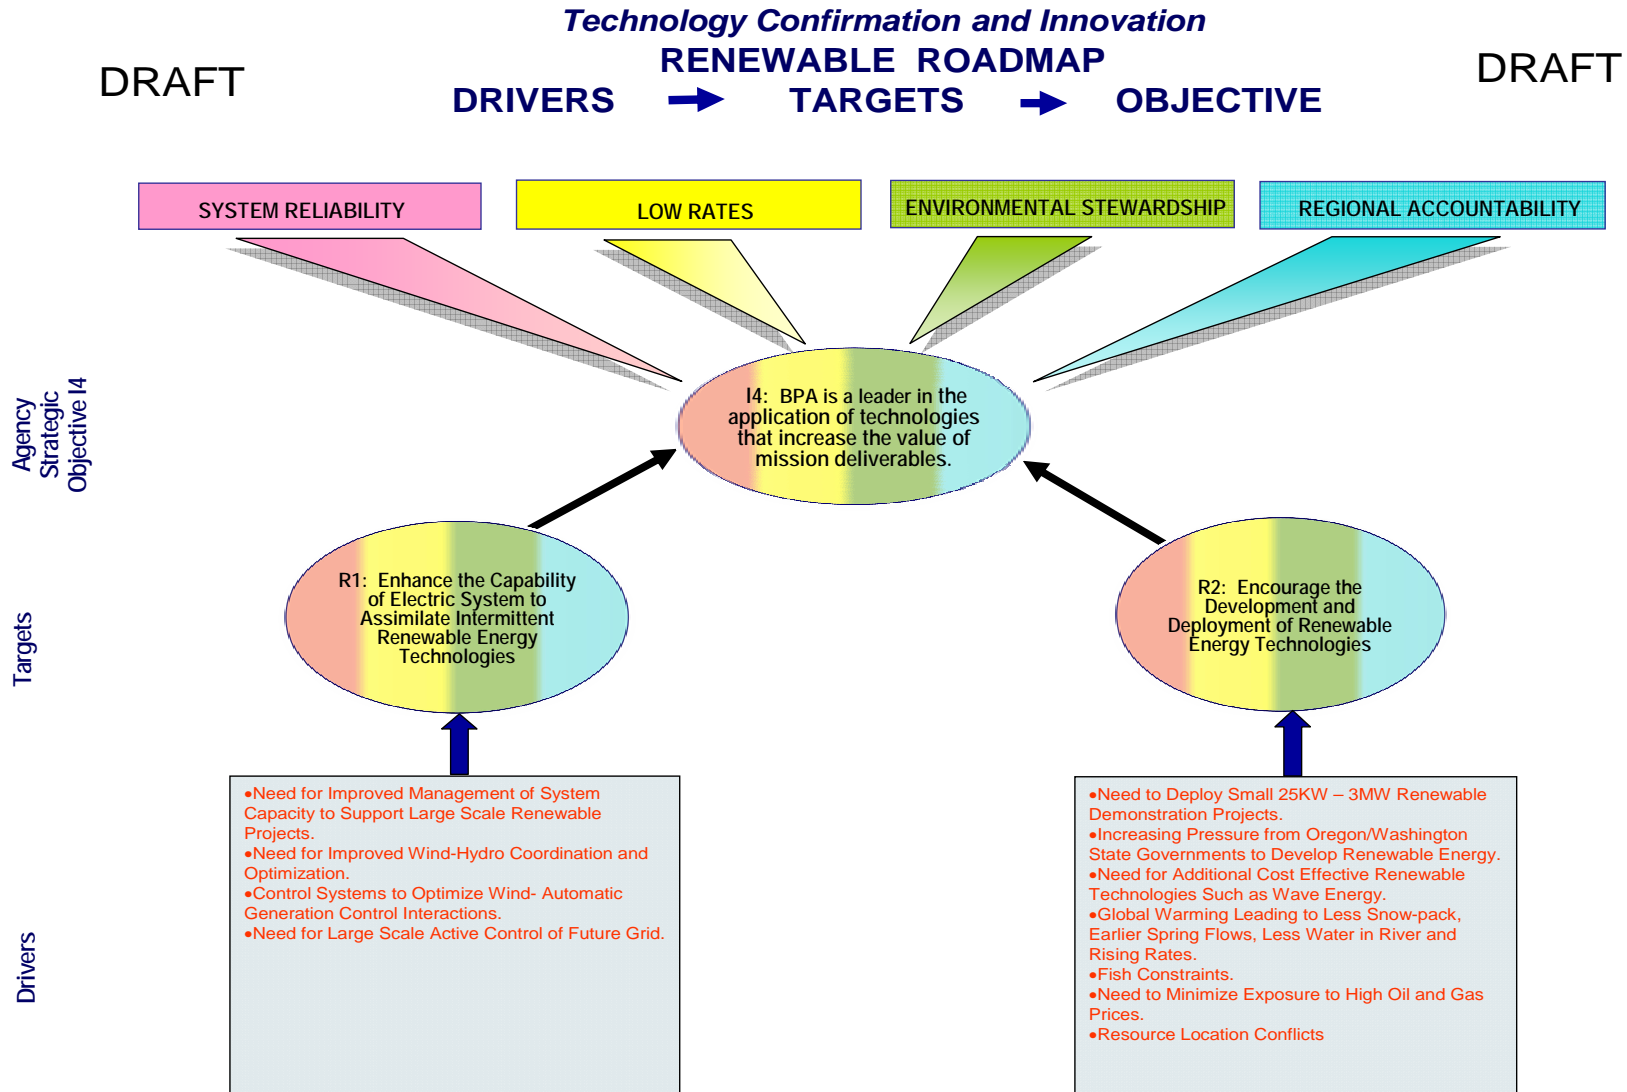 Technology Confirmation and Innovation
RENEWABLE ROADMAP
DRAFT
DRAFT
DRIVERS TARGETS OBJECTIVE
SYSTEM RELIABILITY
LOW RATES
ENVIRONMENTAL STEWARDSHIP
REGIONAL ACCOUNTABILITY
Agency
Strategic
Objective I4
I4: BPA is a leader in the
application of technologies
that increase the value of
mission deliverables.
Targets
R1: Enhance the Capability
of Electric System to
Assimilate Intermittent
Renewable Energy
Technologies
R2: Encourage the
Development and
Deployment of Renewable
Energy Technologies
Drivers
•Need for Improved Management of System
Capacity to Support Large Scale Renewable
Projects.
•Need for Improved Wind-Hydro Coordination and
Optimization.
•Control Systems to Optimize Wind- Automatic
Generation Control Interactions.
•Need for Large Scale Active Control of Future Grid.
•Need to Deploy Small 25KW – 3MW Renewable
Demonstration Projects.
•Increasing Pressure from Oregon/Washington
State Governments to Develop Renewable Energy.
•Need for Additional Cost Effective Renewable
Technologies Such as Wave Energy.
•Global Warming Leading to Less Snow-pack,
Earlier Spring Flows, Less Water in River and
Rising Rates.
•Fish Constraints.
•Need to Minimize Exposure to High Oil and Gas
Prices.
•Resource Location Conflicts